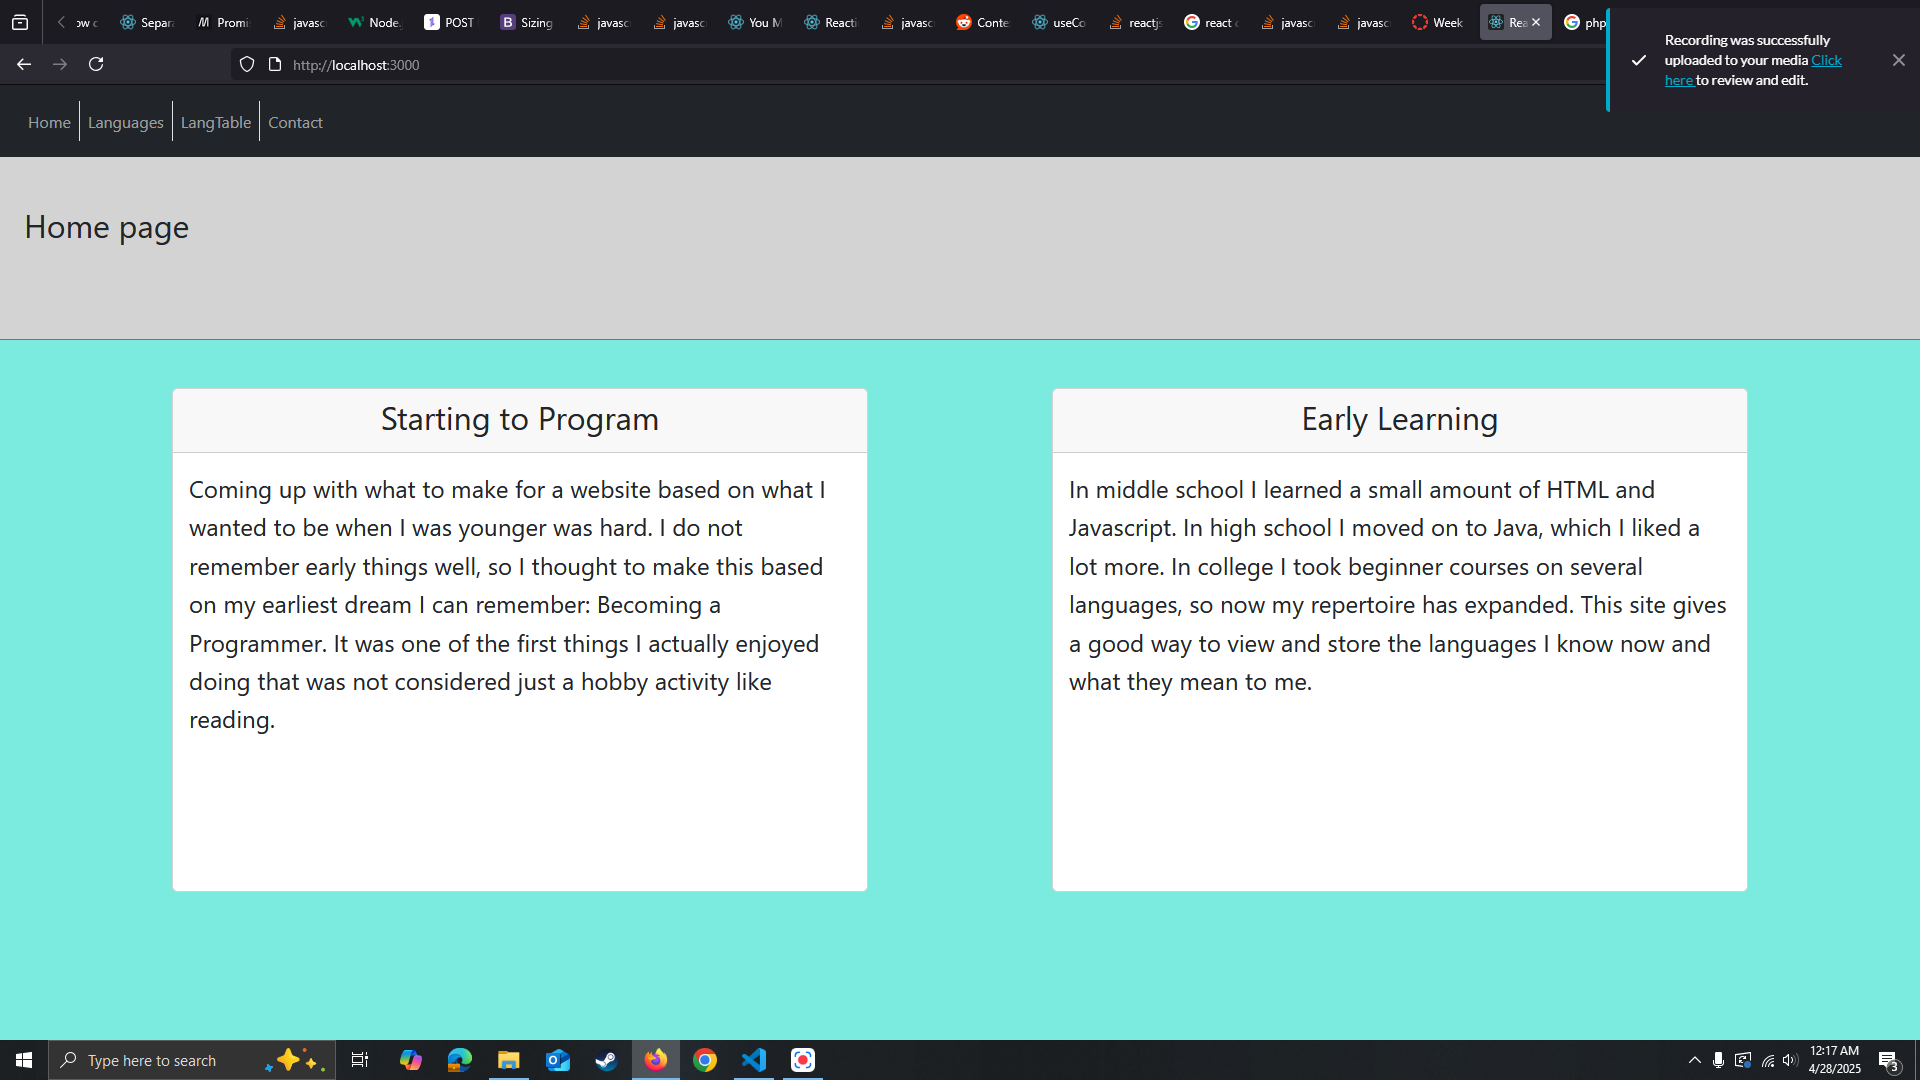 ow c
Separa
Promi
javasc
Node.
POST
Sizing
javasc
javasc
You M
Reacti
javasc
Conte
useCo
reactjs
react c
javasc
javasc
Week
Rea
php
http://localhost:3000
Recording was successfully
uploaded to your media Click
here to review and edit.
Home
Languages
LangTable
Contact
Home page
Starting to Program
Coming up with what to make for a website based on what I
wanted to be when I was younger was hard. I do not
remember early things well, so I thought to make this based
on my earliest dream I can remember: Becoming a
Programmer. It was one of the first things I actually enjoyed
doing that was not considered just a hobby activity like
reading.
Early Learning
In middle school I learned a small amount of HTML and
Javascript. In high school I moved on to Java, which I liked a
lot more. In college I took beginner courses on several
languages, so now my repertoire has expanded. This site gives
a good way to view and store the languages I know now and
what they mean to me.
Type here to search
12:17 AM
4/28/2025
3